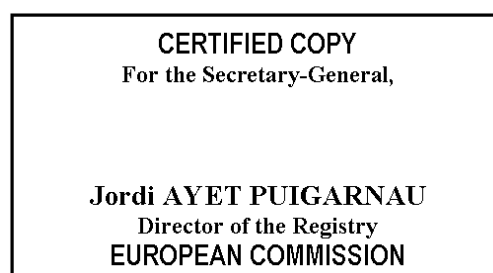 CERTIFIED COPY
For the Secretary-General,
Jordi AYET PUIGARNAU
Director of the Registry
EUROPEAN COMMISSION